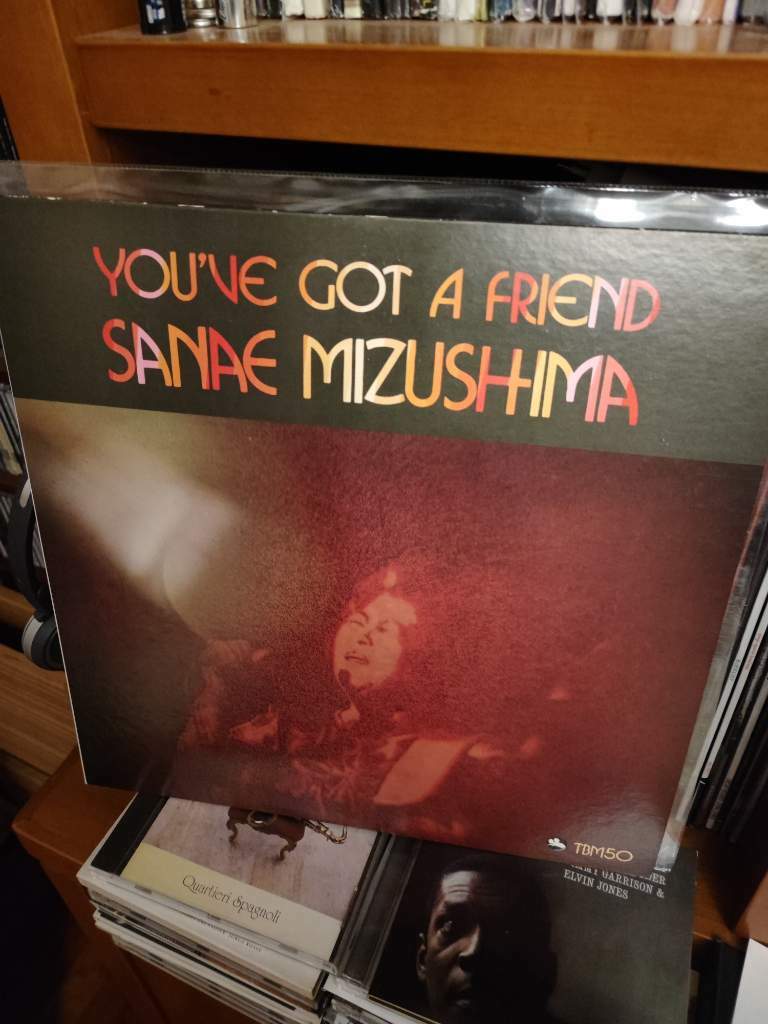 YOU'VE GOT A FRIEND
SANAE MIZUSHIMA
TBM50
GARRISON &
ELVIN JONES
Quartieri Spagnoli